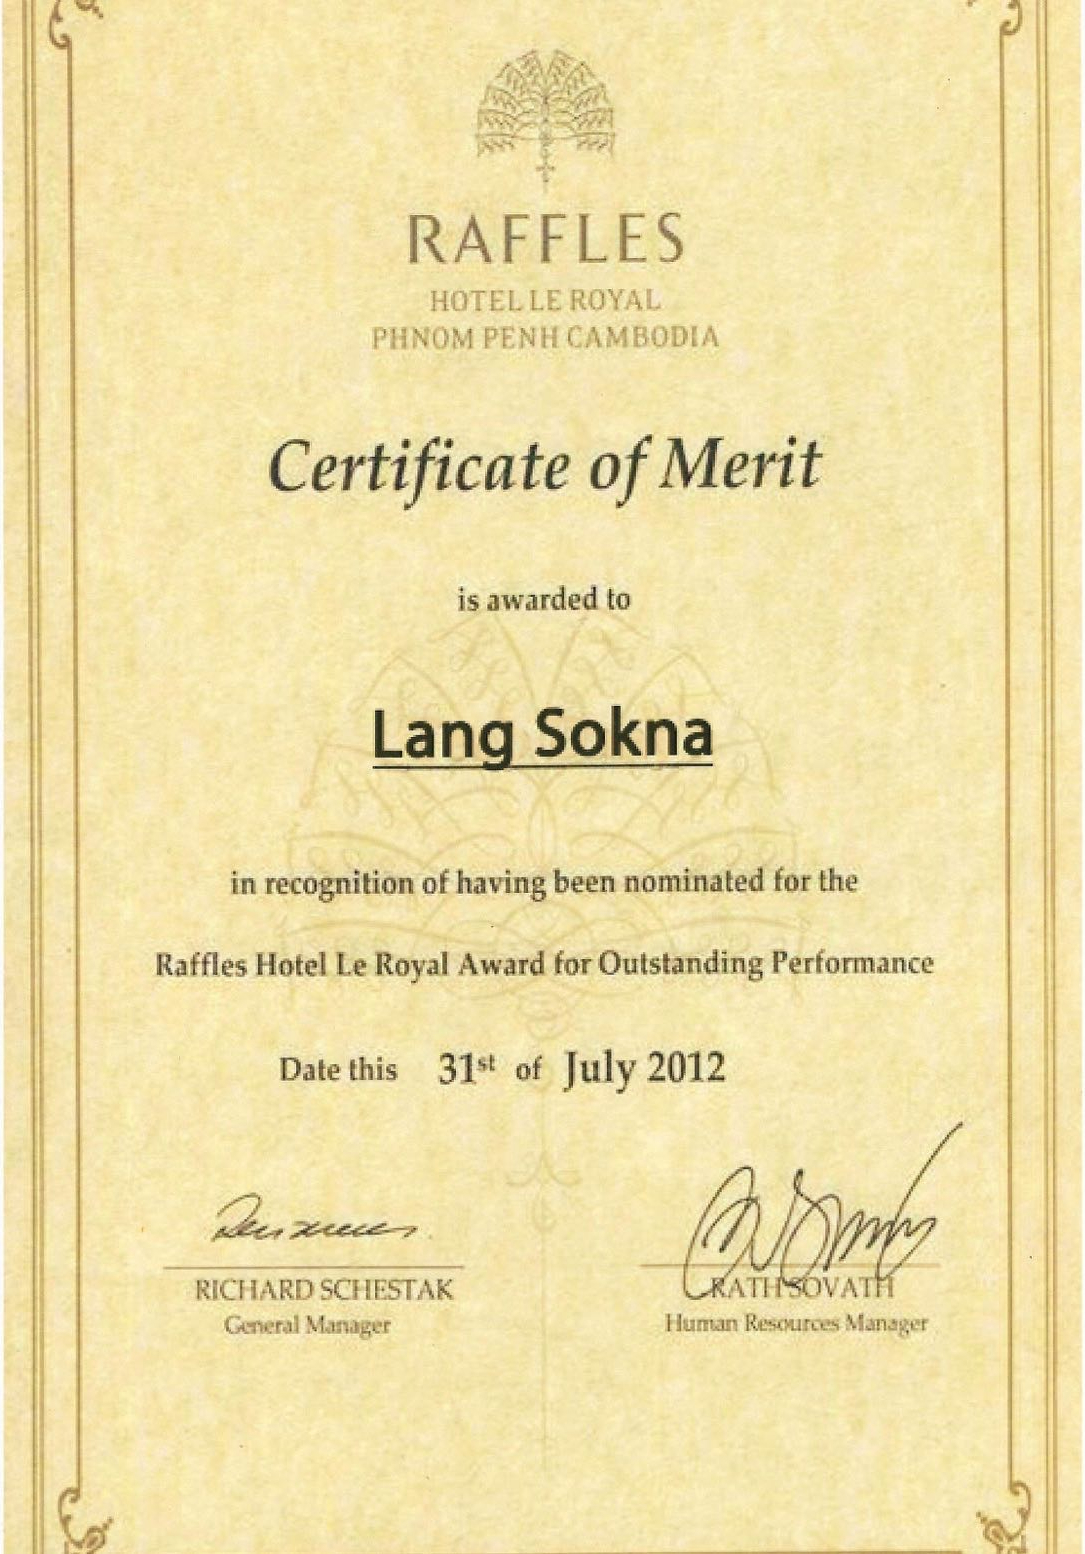 RAFFLES
HOTEL LE ROYAL
PHNOM PENH CAMBODIA
Certificate of Merit
is awarded to
Lang Sokna
in recognition of having been nominated for the
Raffles Hotel Le Royal Award for Outstanding Performance
Date this 31st of July 2012
RICHARD SCHESTAK RATH SOVATH
General Manager Human Resources Manager